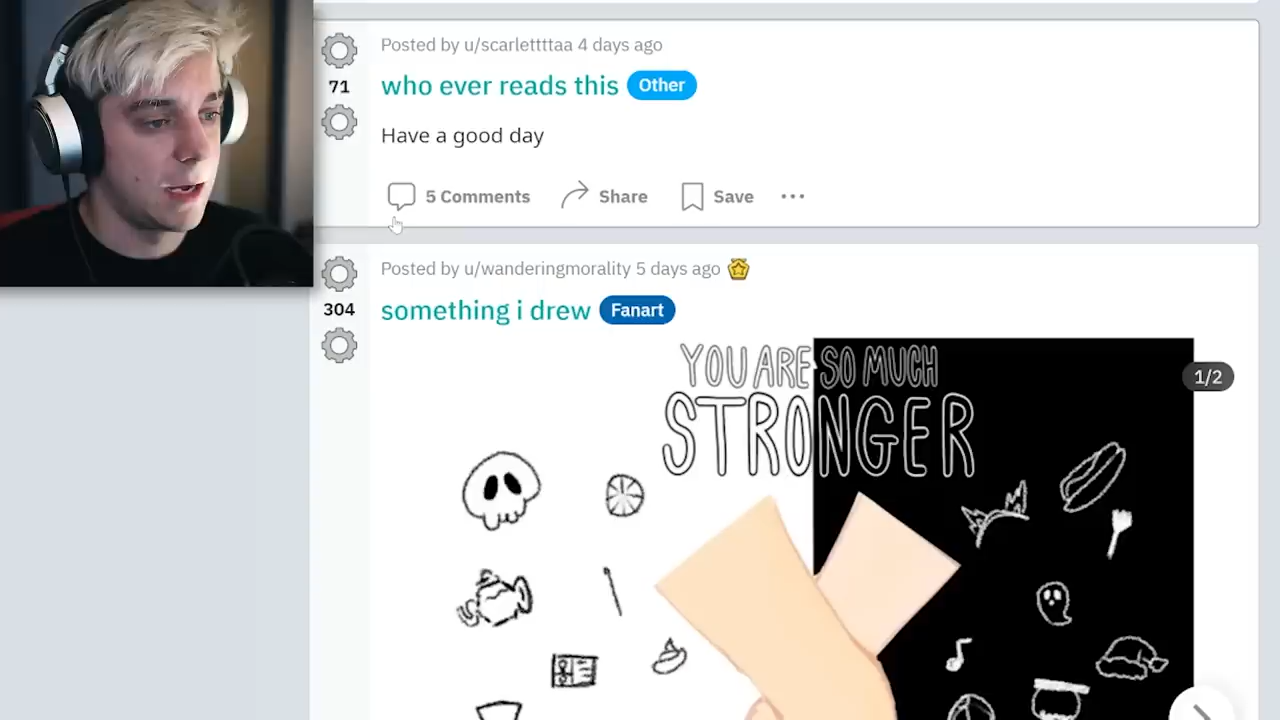 Posted by u/scarlettttaa 4 days ago
71
who ever reads this Other
Have a good day
5 Comments Share Save
Posted by u/wanderingmorality 5 days ago
304
something i drew Fanart
YOU ARE SO MUCH
1/2
STRONGER